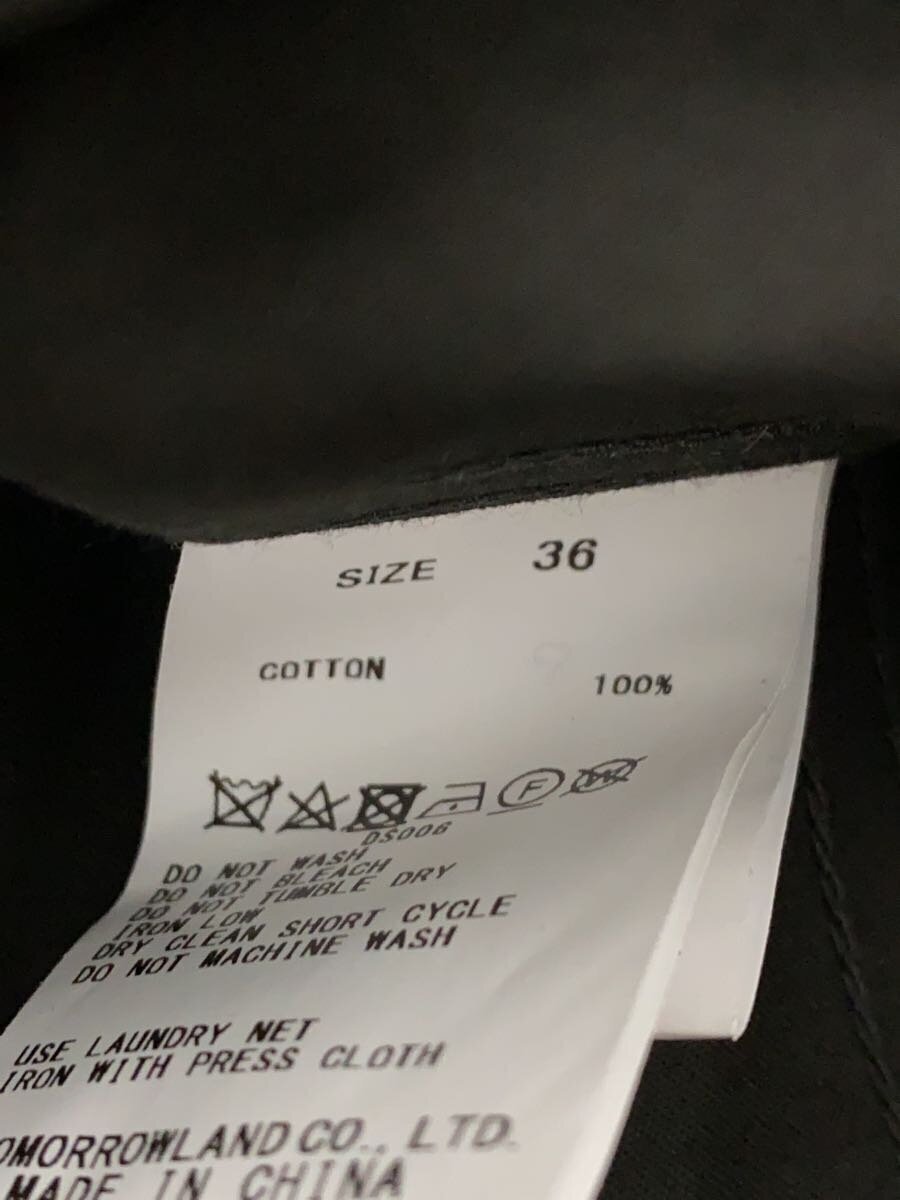 SIZE 36
COTTON 100%
F W
DS006
DO NOT WASH
DO NOT BLEACH
DO NOT TUMBLE DRY
IRON LOW
DRY CLEAN SHORT CYCLE
DO NOT MACHINE WASH
USE LAUNDRY NET
IRON WITH PRESS CLOTH
OMORROWLAND CO., LTD.
MADE IN CHINA